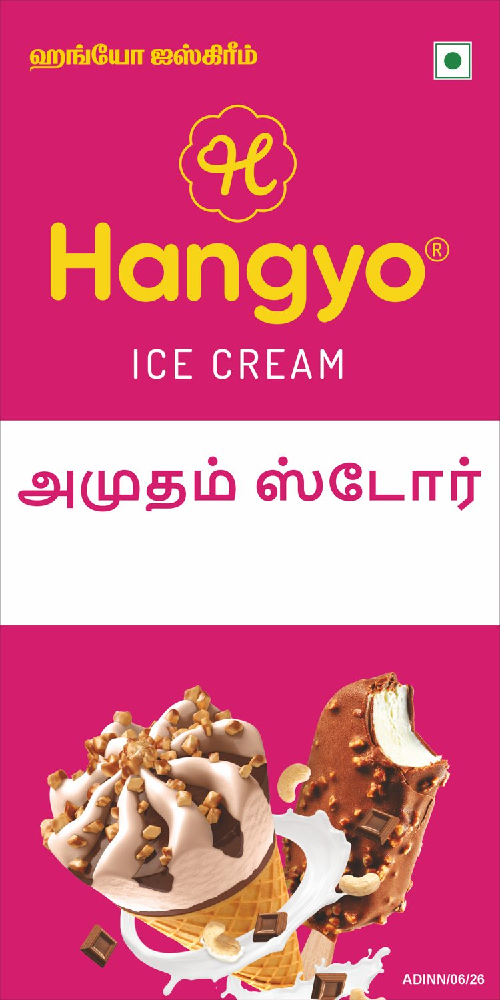 ஹங்யோ ஐஸ்கிரீம்
H
Hangyo®
ICE CREAM
அமுதம் ஸ்டோர்
ADINN/06/26